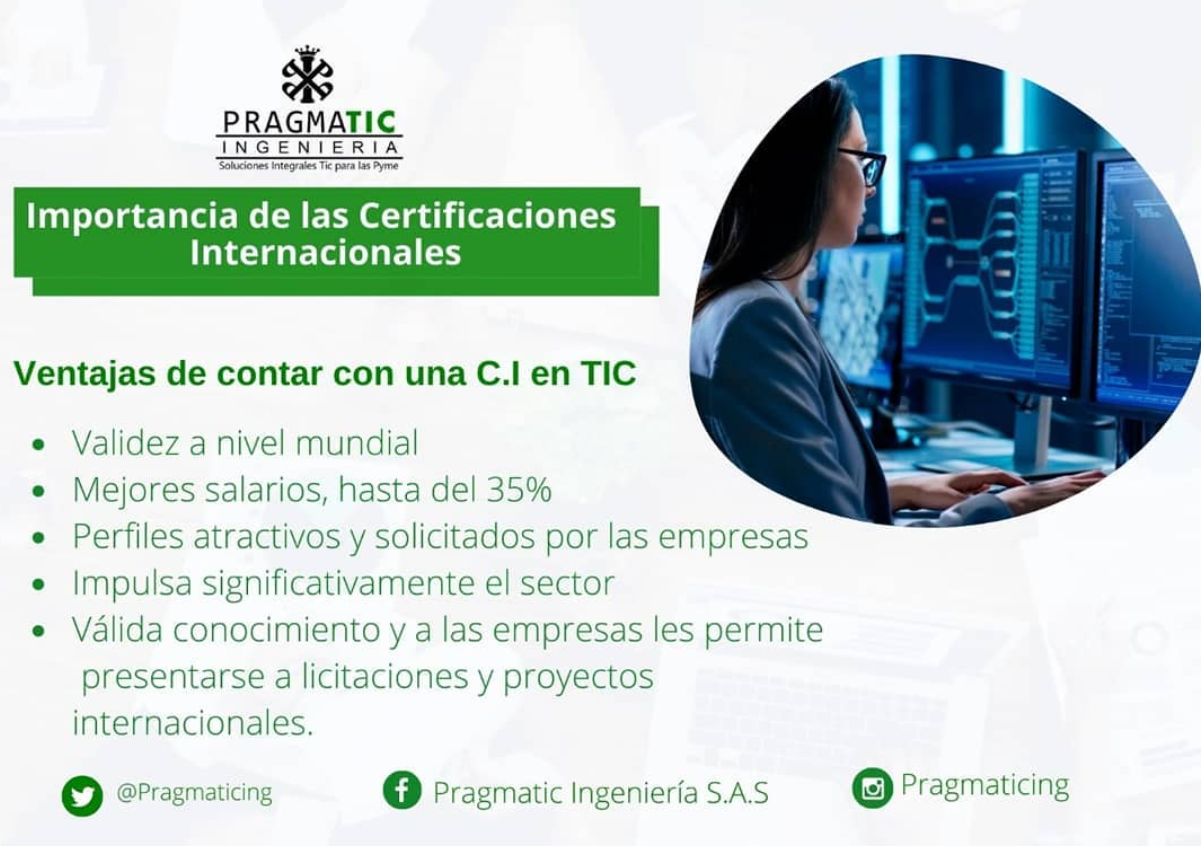 PRAGMATIC
INGENIERIA
Soluciones Integrales Tic para las Pyme
Importancia de las Certificaciones
Internacionales
Ventajas de contar con una C.I en TIC
• Validez a nivel mundial
• Mejores salarios, hasta del 35%
• Perfiles atractivos y solicitados por las empresas
• Impulsa significativamente el sector
• Válida conocimiento y a las empresas les permite
presentarse a licitaciones y proyectos
internacionales.
@Pragmaticing
Pragmatic Ingeniería S.A.S
Pragmaticing